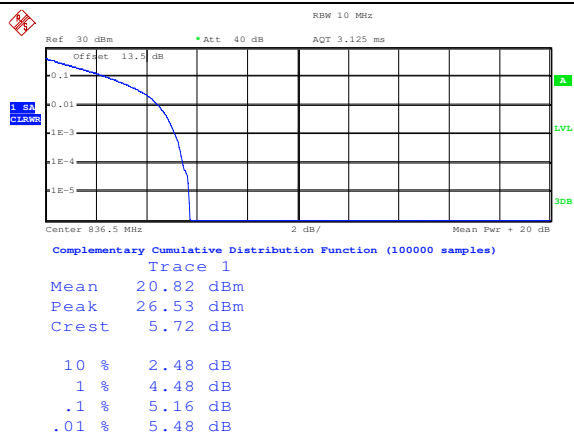 RBW 10 MHz
Ref 30 dBm *Att 40 dB AQT 3.125 ms
Offset 13.5 dB
0.1
A
0.01
1 SA
CLRWR
1E-3
LVL
1E-4
1E-5
3DB
Center 836.5 MHz 2 dB/ Mean Pwr + 20 dB
Complementary Cumulative Distribution Function (100000 samples)
Trace 1
Mean 20.82 dBm
Peak 26.53 dBm
Crest 5.72 dB
10 % 2.48 dB
1 % 4.48 dB
.1 % 5.16 dB
.01 % 5.48 dB